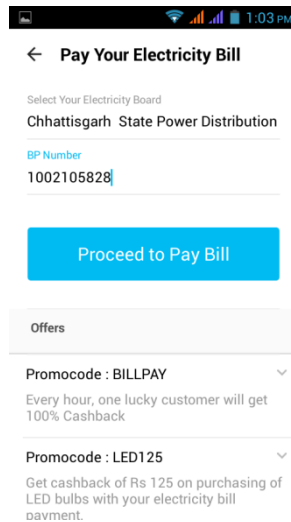 1:03 PM
Pay Your Electricity Bill
Select Your Electricity Board
Chhattisgarh State Power Distribution
BP Number
1002105828
Proceed to Pay Bill
Offers
Promocode : BILLPAY
Every hour, one lucky customer will get
100% Cashback
Promocode : LED125
Get cashback of Rs 125 on purchasing of
LED bulbs with your electricity bill
payment.